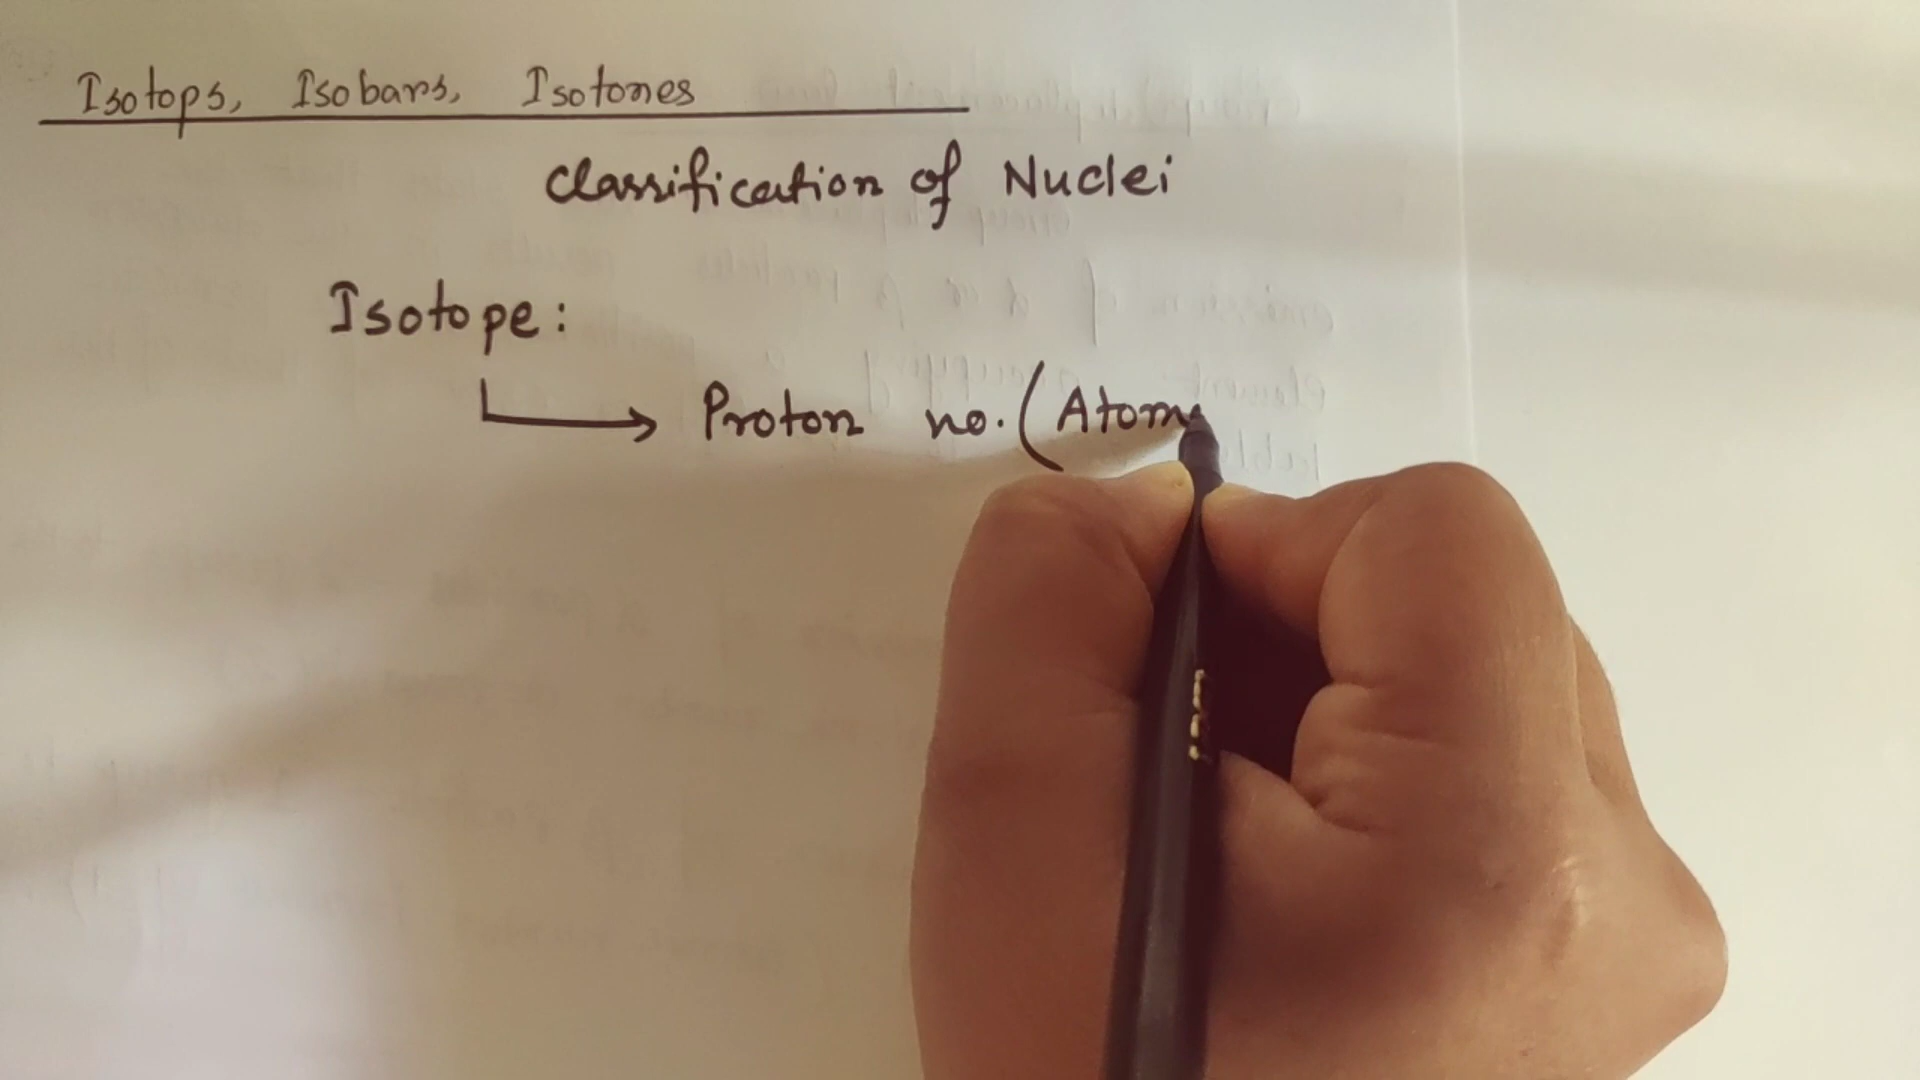 Isotops, Isobars, Isotones
Classification of Nuclei
Isotope:
Proton no. (Atom